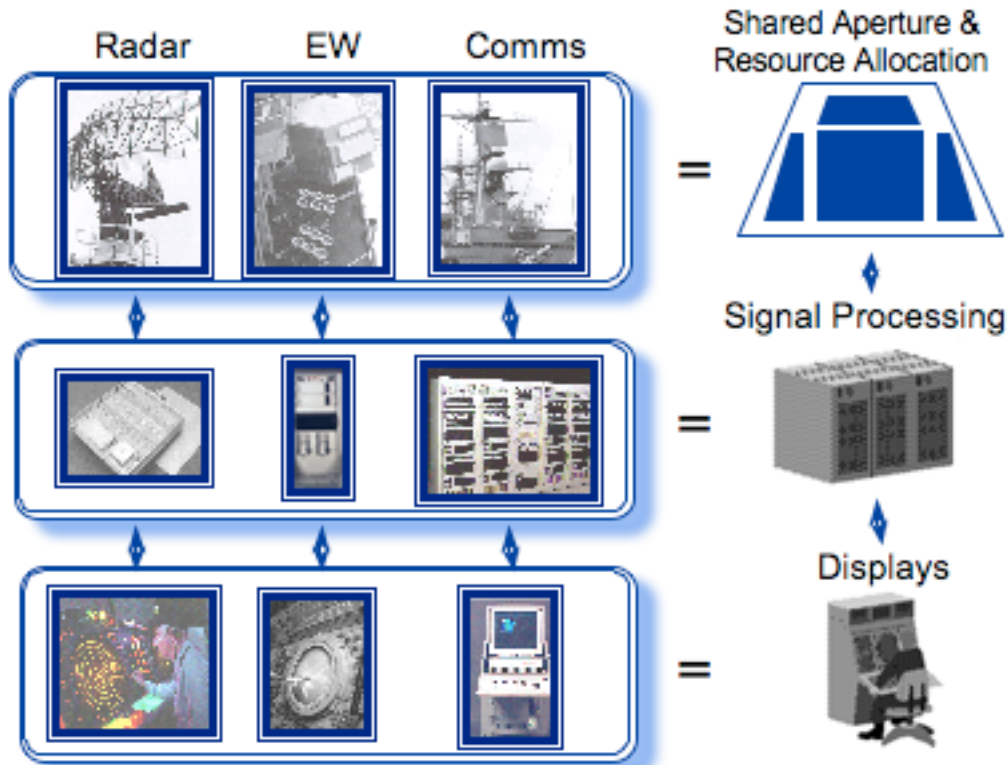 Radar
EW
Comms
Shared Aperture &
Resource Allocation
=
Signal Processing
=
Displays
=